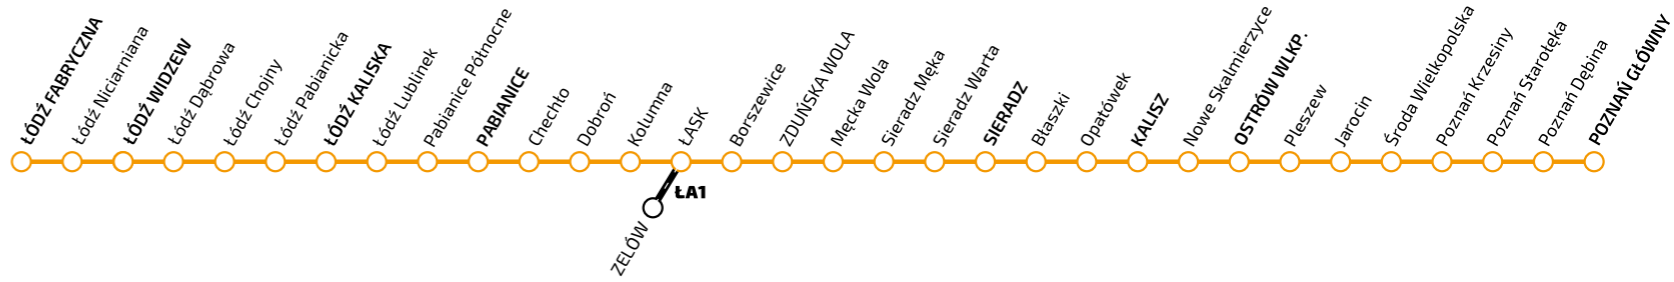 ŁÓDŹ FABRYCZNA
Łódź Niciarniana
ŁÓDŹ WIDZEW
Łódź Dąbrowa
Łódź Chojny
Łódź Pabianicka
ŁÓDŹ KALISKA
Łódź Lublinek
Pabianice Północne
PABIANICE
Chechło
Dobroń
Kolumna
ŁASK
Borszewice
ZDUŃSKA WOLA
Męcka Wola
Sieradz Męka
Sieradz Warta
SIERADZ
Błaszki
Opatówek
KALISZ
Nowe Skalmierzyce
OSTRÓW WLKP.
Pleszew
Jarocin
Środa Wielkopolska
Poznań Krzesiny
Poznań Starołęka
Poznań Dębina
POZNAŃ GŁÓWNY
ŁA1
ZELÓW